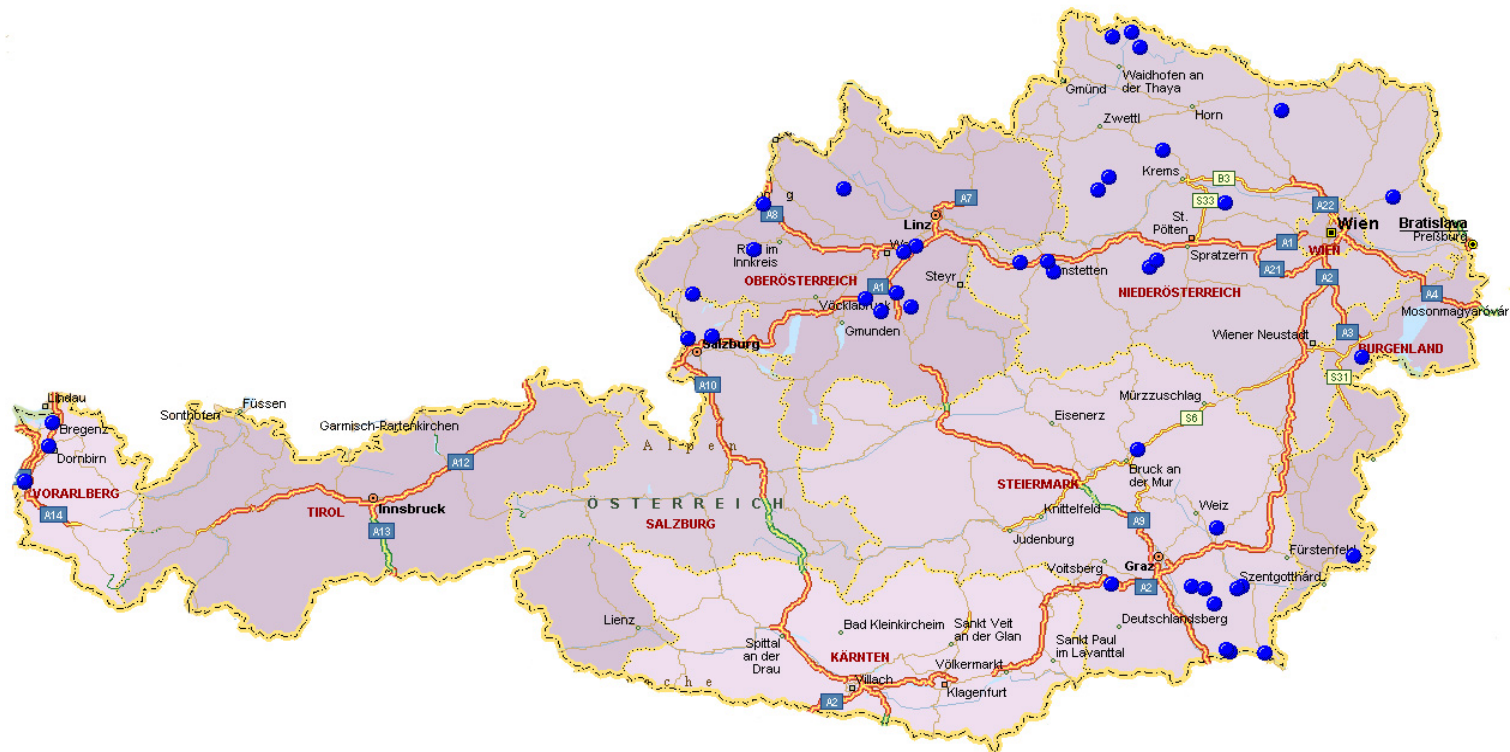 Waidhofen an
der Thaya
Gmünd
Horn
Zwettl
Krems
B3
S33
A22
A7
A8
g
Linz
St.
Pölten
Wien
Bratislava
Preßburg
A1
WIEN
Spratzern
A21
A2
Innkreis
im
OBERÖSTERREICH
A1
Steyr
NIEDERÖSTERREICH
A4
Mosonmagyaróvár
Vöcklabruck
Gmunden
Wiener Neustadt
A3
BURGENLAND
Salzburg
S31
A10
Lindau
Füssen
Sonthofen
Bregenz
Garmisch-Partenkirchen
Dornbirn
A12
Alpen
Mürzzuschlag
Eisenerz
S6
VORARLBERG
A14
TIROL
Innsbruck
A13
ÖSTERREICH
SALZBURG
Bruck an
der Mur
STEIERMARK
Knittelfeld
Judenburg
A9
Weiz
Graz
Voitsberg
A2
Fürstenfeld
Szentgotthárd
Deutschlandsberg
Lienz
Bad Kleinkircheim
Sankt Veit
an der Glan
Sankt Paul
im Lavanttal
Spittal
an der
Drau
KÄRNTEN
Völkermarkt
Villach
Klagenfurt
A2
che